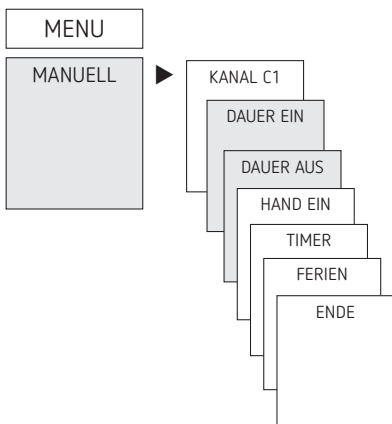 MENU
MANUELL
KANAL C1
DAUER EIN
DAUER AUS
HAND EIN
TIMER
FERIEN
ENDE